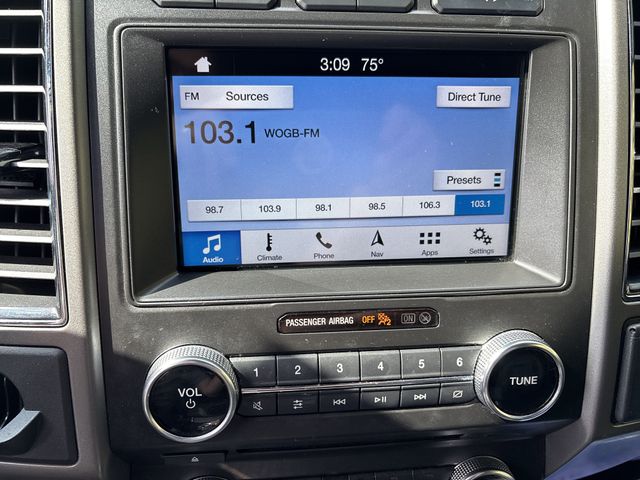 3:09 75°
FM Sources Direct Tune
103.1 WOGB-FM
Presets
98.7 103.9 98.1 98.5 106.3 103.1
Audio Climate Phone Nav Apps Settings
PASSENGER AIRBAG OFF 2 ON
1 2 3 4 5 6
VOL
TUNE